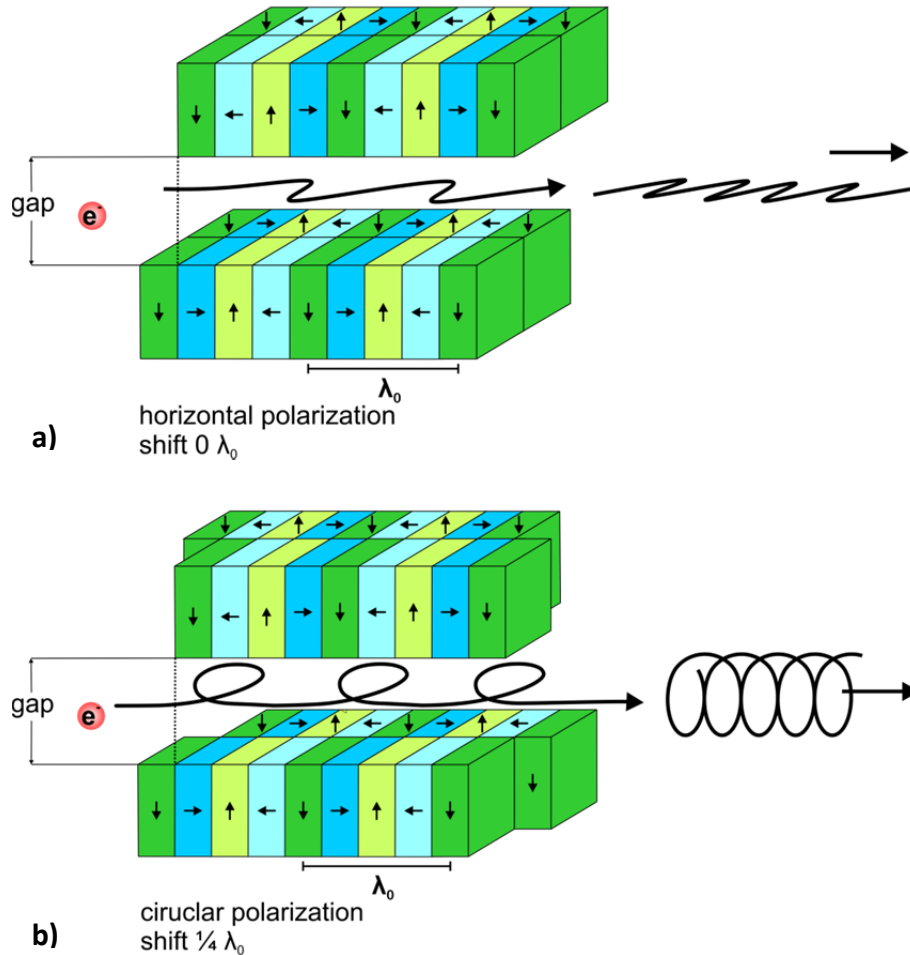 gap
e-
λ0
horizontal polarization
a)
shift 0 λ0
gap
e-
λ0
ciruclar polarization
b)
shift ¼ λ0